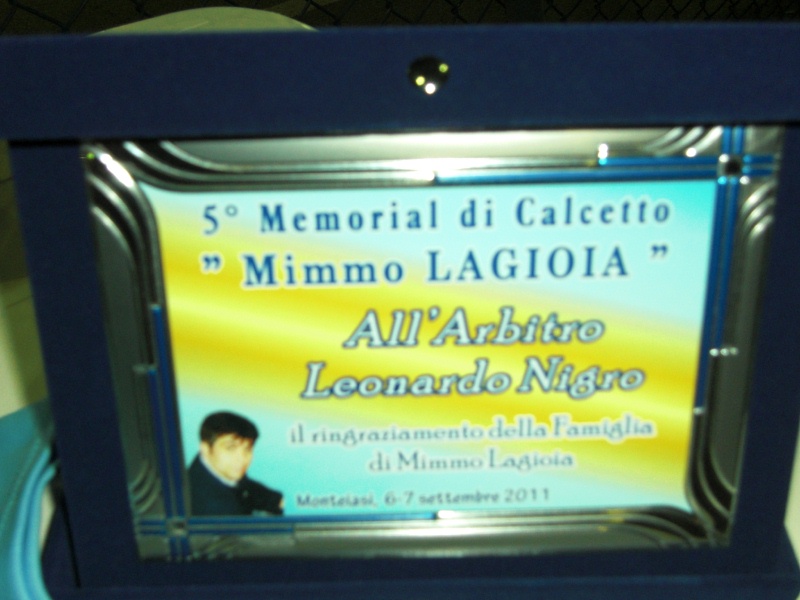 5° Memorial di Calcetto
" Mimmo LAGIOIA "
All'Arbitro
Leonardo Nigro
il ringraziamento della Famiglia
di Mimmo Lagioia
Monteiasi, 6-7 settembre 2011